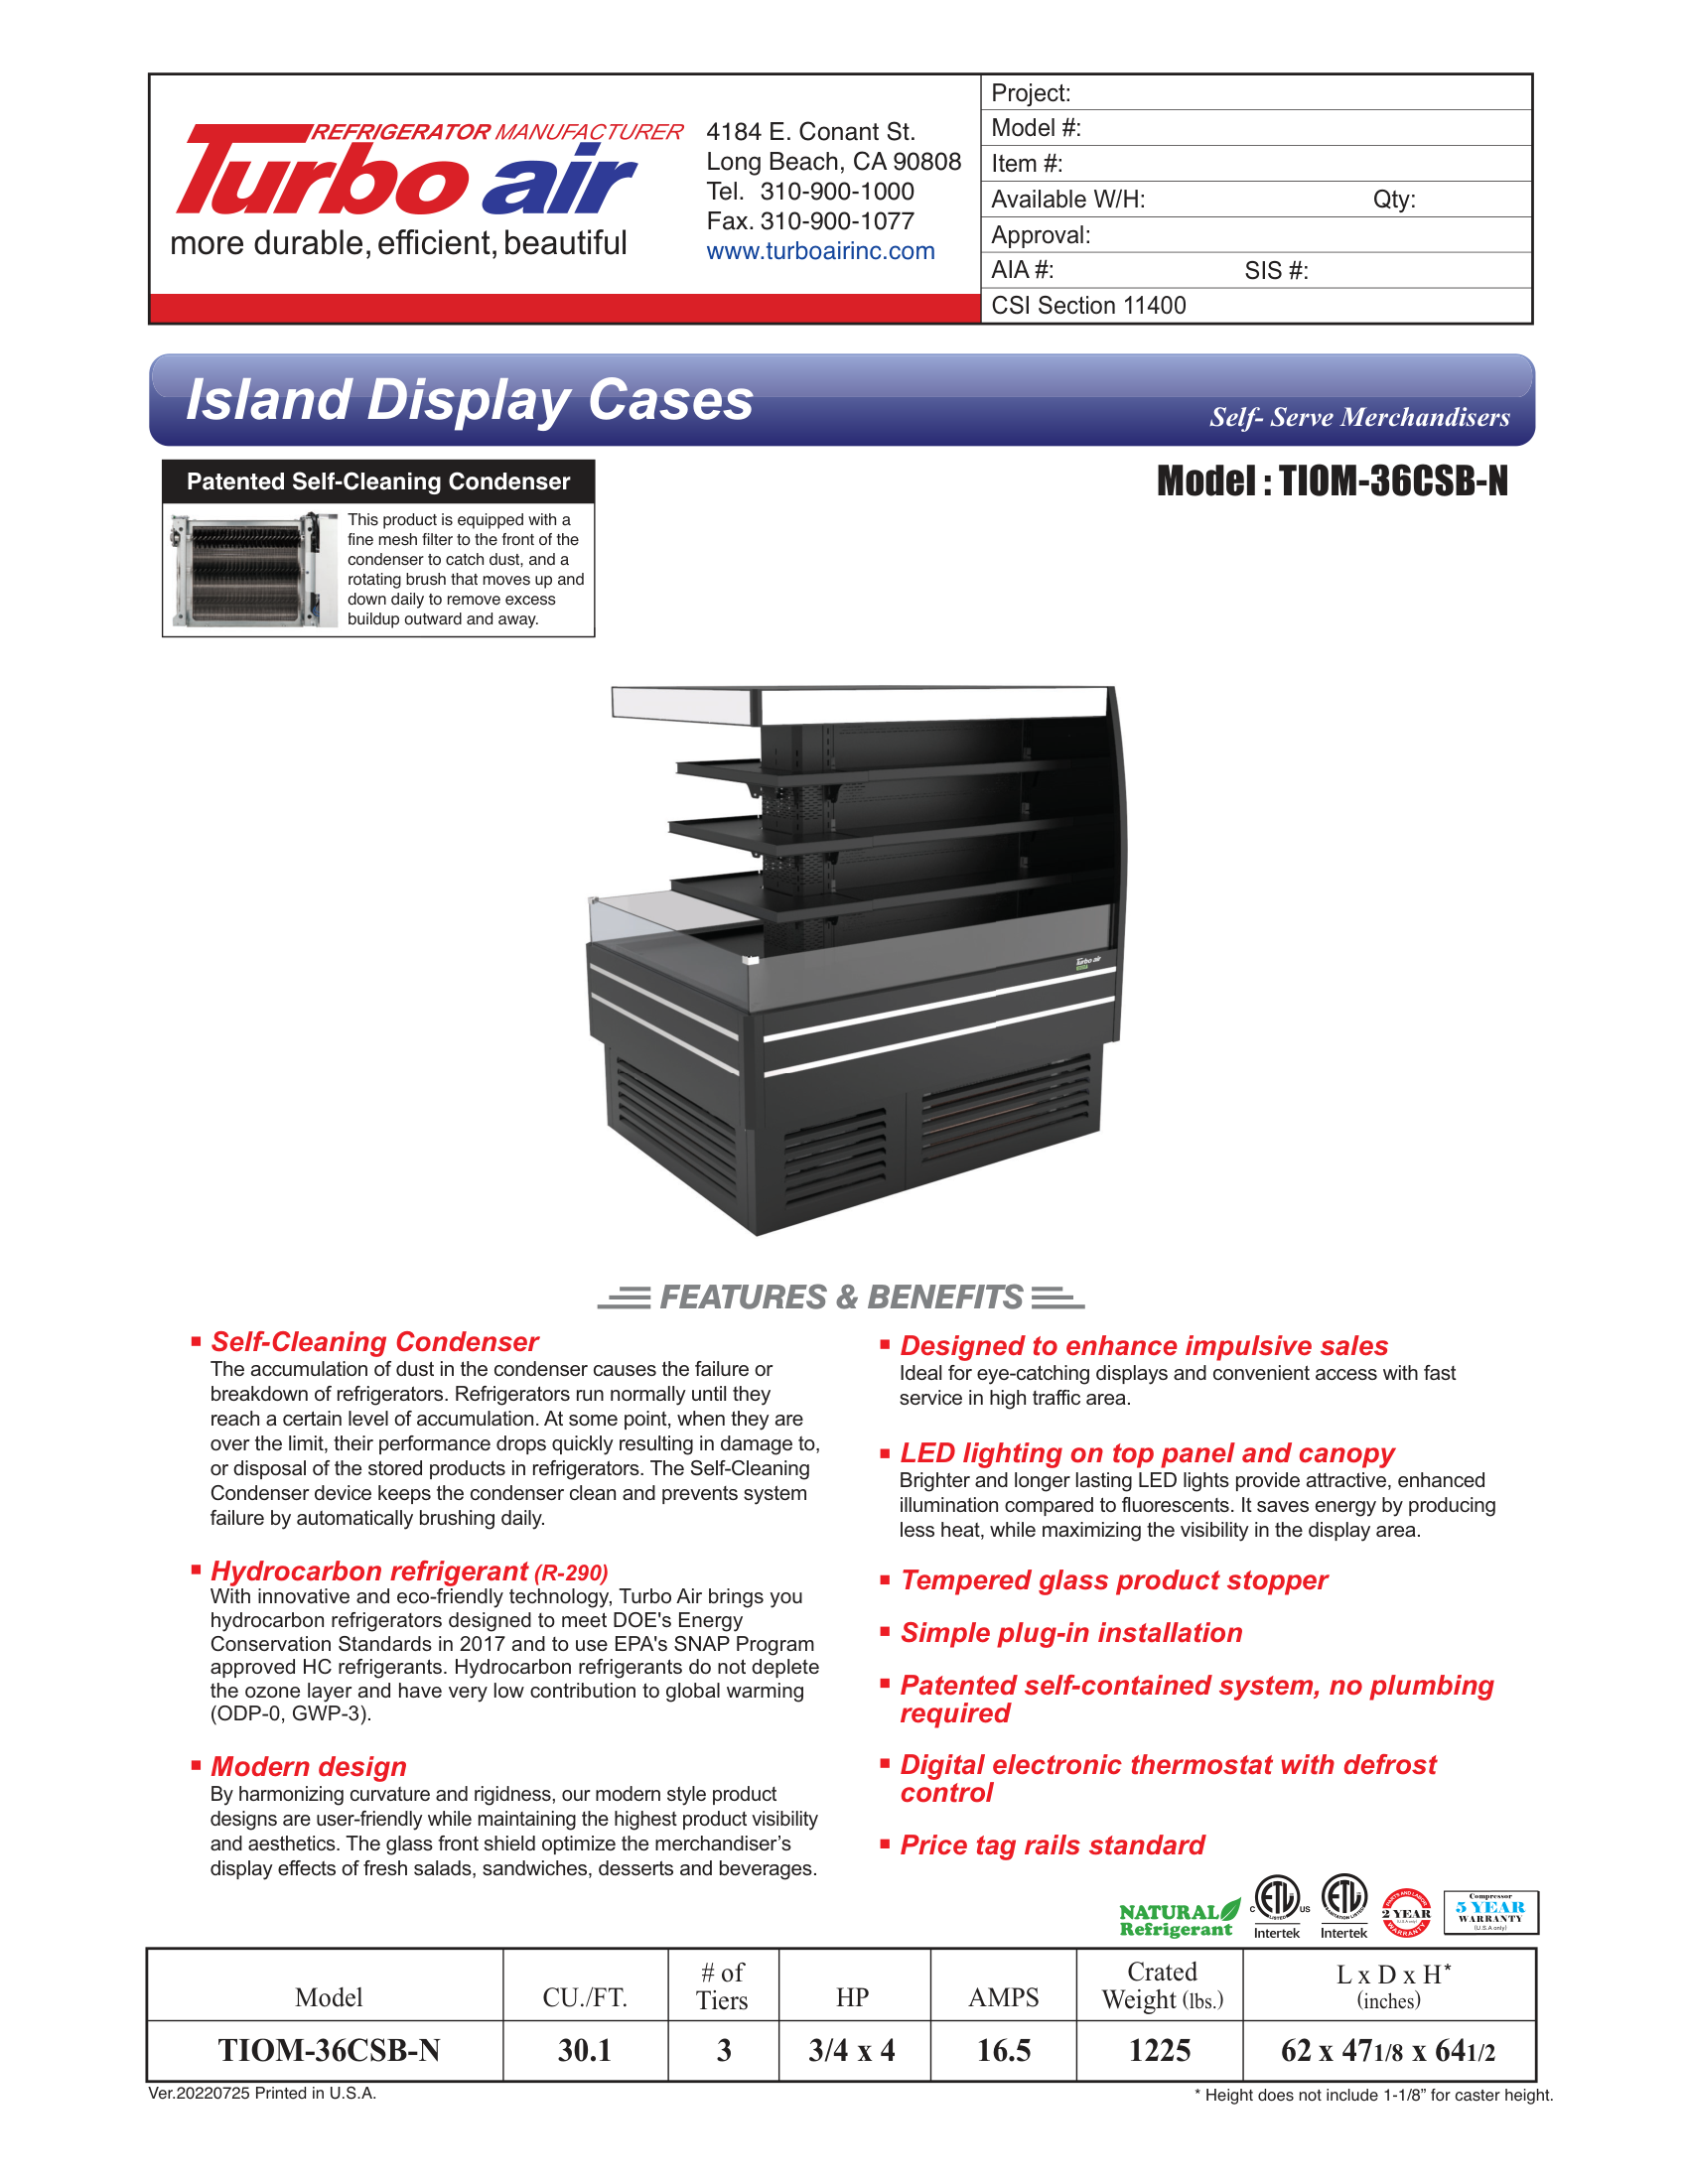 REFRIGERATOR MANUFACTURER
Turbo air
more durable, efficient, beautiful
4184 E. Conant St.
Long Beach, CA 90808
Tel. 310-900-1000
Fax. 310-900-1077
www.turboairinc.com
Project:
Model #:
Item #:
Available W/H: Qty:
Approval:
AIA #: SIS #:
CSI Section 11400
Island Display Cases
Self- Serve Merchandisers
Patented Self-Cleaning Condenser
This product is equipped with a
fine mesh filter to the front of the
condenser to catch dust, and a
rotating brush that moves up and
down daily to remove excess
buildup outward and away.
Model : TIOM-36CSB-N
Turbo air
FEATURES & BENEFITS
Self-Cleaning Condenser
The accumulation of dust in the condenser causes the failure or
breakdown of refrigerators. Refrigerators run normally until they
reach a certain level of accumulation. At some point, when they are
over the limit, their performance drops quickly resulting in damage to,
or disposal of the stored products in refrigerators. The Self-Cleaning
Condenser device keeps the condenser clean and prevents system
failure by automatically brushing daily.
Hydrocarbon refrigerant (R-290)
With innovative and eco-friendly technology, Turbo Air brings you
hydrocarbon refrigerators designed to meet DOE's Energy
Conservation Standards in 2017 and to use EPA's SNAP Program
approved HC refrigerants. Hydrocarbon refrigerants do not deplete
the ozone layer and have very low contribution to global warming
(ODP-0, GWP-3).
Modern design
By harmonizing curvature and rigidness, our modern style product
designs are user-friendly while maintaining the highest product visibility
and aesthetics. The glass front shield optimize the merchandiser's
display effects of fresh salads, sandwiches, desserts and beverages.
Designed to enhance impulsive sales
Ideal for eye-catching displays and convenient access with fast
service in high traffic area.
LED lighting on top panel and canopy
Brighter and longer lasting LED lights provide attractive, enhanced
illumination compared to fluorescents. It saves energy by producing
less heat, while maximizing the visibility in the display area.
Tempered glass product stopper
Simple plug-in installation
Patented self-contained system, no plumbing
required
Digital electronic thermostat with defrost
control
Price tag rails standard
NATURAL
Refrigerant
C ETL US
LISTED
Intertek
ETL
SANITATION LISTED
Intertek
PARTS AND LABOR
2 YEAR
(U.S.A only)
WARRANTY
Compressor
5 YEAR
WARRANTY
(U.S.A only)
Model CU./FT. # of Tiers HP AMPS Crated Weight (lbs.) L x D x H* (inches)
TIOM-36CSB-N 30.1 3 3/4 x 4 16.5 1225 62 x 47 1/8 x 64 1/2
Ver.20220725 Printed in U.S.A.
* Height does not include 1-1/8” for caster height.